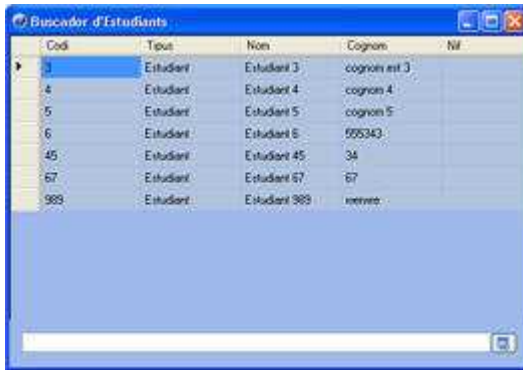 Buscador d'Estudiants
Codi Tipus Nom Cognom Nif
3 Estudiant Estudiant 3 cognom est 3
4 Estudiant Estudiant 4 cognom 4
5 Estudiant Estudiant 5 cognom 5
6 Estudiant Estudiant 6 555343
45 Estudiant Estudiant 45 34
67 Estudiant Estudiant 67 67
989 Estudiant Estudiant 989